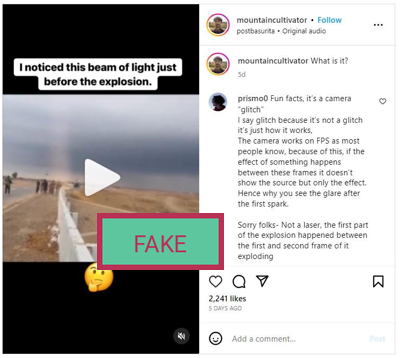 mountaincultivator • Follow
postbasurita • Original audio
I noticed this beam of light just
before the explosion.
FAKE
mountaincultivator What is it?
5d
prismo0 Fun facts, it's a camera
"glitch"
I say glitch because it's not a glitch
it's just how it works,
The camera works on FPS as most
people know, because of this, if the
effect of something happens
between these frames it doesn't
show the source but only the effect.
Hence why you see the glare after
the first spark.
Sorry folks- Not a laser, the first part
of the explosion happened between
the first and second frame of it
exploding
2,241 likes
5 DAYS AGO
Add a comment...
Post